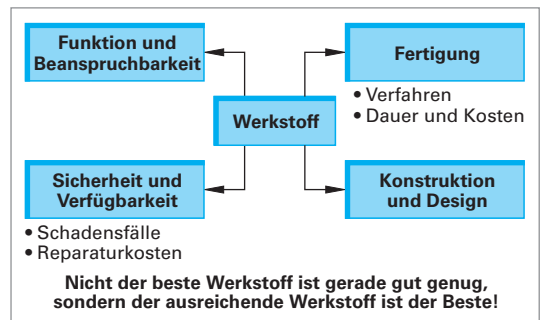 Funktion und
Beanspruchbarkeit
Fertigung
• Verfahren
• Dauer und Kosten
Werkstoff
Sicherheit und
Verfügbarkeit
Konstruktion
und Design
• Schadensfälle
• Reparaturkosten
Nicht der beste Werkstoff ist gerade gut genug,
sondern der ausreichende Werkstoff ist der Beste!